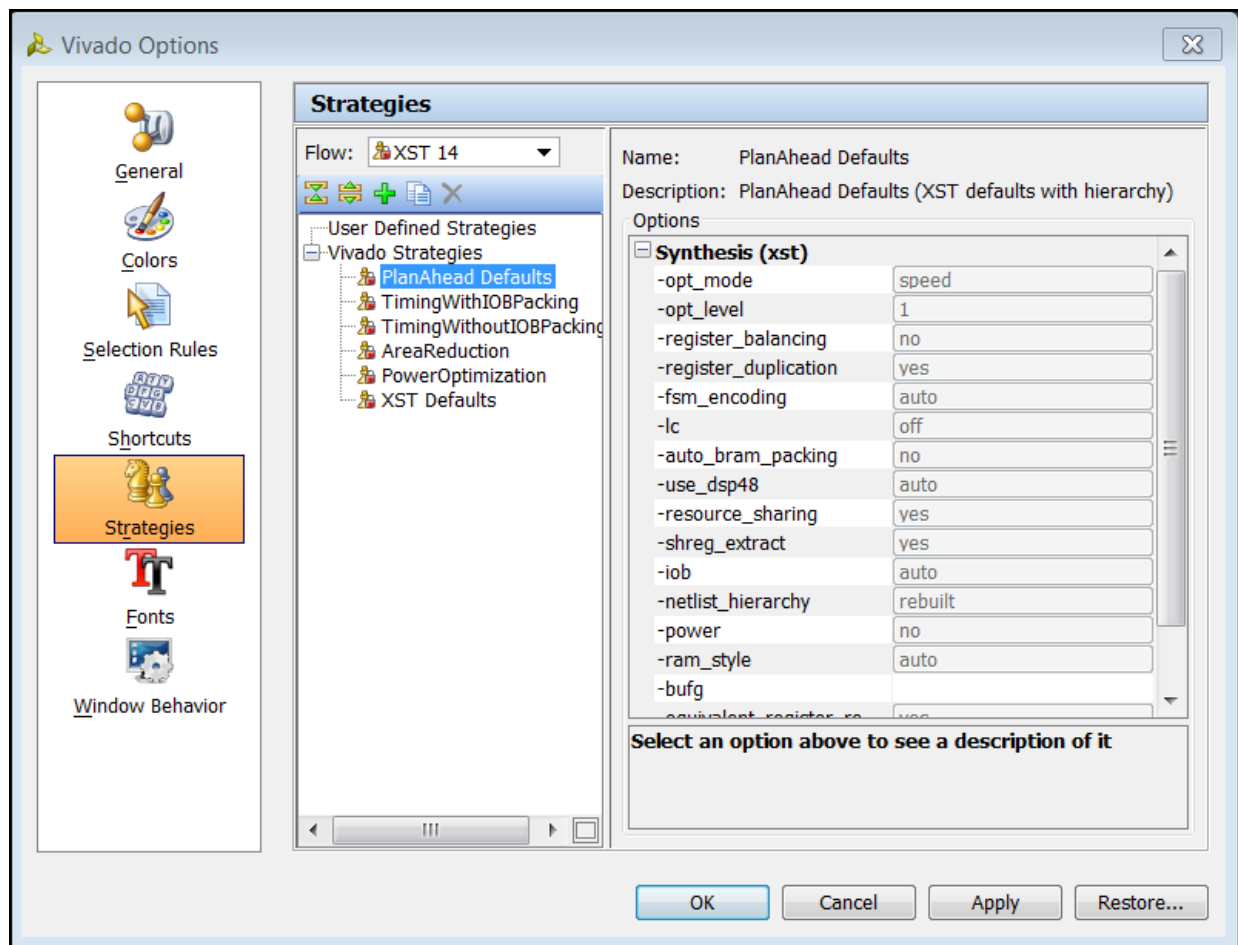 Vivado Options
General
Colors
Selection Rules
Shortcuts
Strategies
Fonts
Window Behavior
Strategies
Flow: XST 14
User Defined Strategies
Vivado Strategies
PlanAhead Defaults
TimingWithIOBPacking
TimingWithoutIOBPacking
AreaReduction
PowerOptimization
XST Defaults
Name: PlanAhead Defaults
Description: PlanAhead Defaults (XST defaults with hierarchy)
Options
Synthesis (xst)
-opt_mode speed
-opt_level 1
-register_balancing no
-register_duplication yes
-fsm_encoding auto
-lc off
-auto_bram_packing no
-use_dsp48 auto
-resource_sharing yes
-shreg_extract yes
-iob auto
-netlist_hierarchy rebuilt
-power no
-ram_style auto
-bufg
-equivalent_register_re yes
Select an option above to see a description of it
OK Cancel Apply Restore...